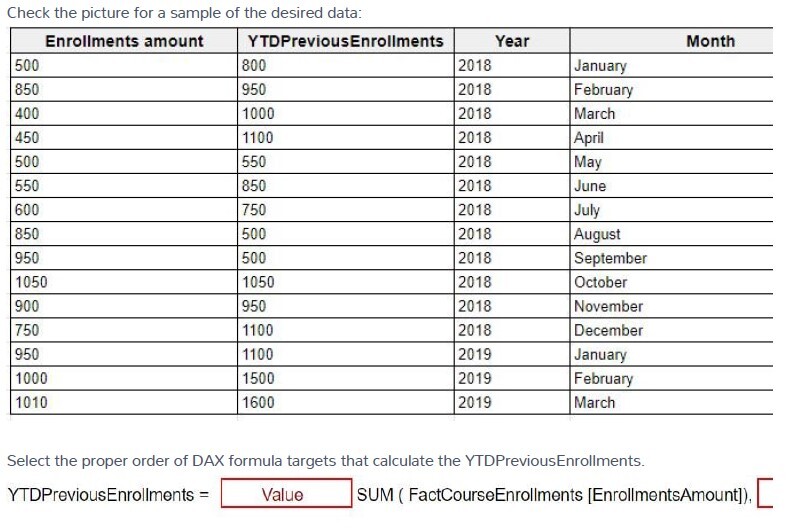 Check the picture for a sample of the desired data:
Enrollments amount YTDPreviousEnrollments Year Month
500 800 2018 January
850 950 2018 February
400 1000 2018 March
450 1100 2018 April
500 550 2018 May
550 850 2018 June
600 750 2018 July
850 500 2018 August
950 500 2018 September
1050 1050 2018 October
900 950 2018 November
750 1100 2018 December
950 1100 2019 January
1000 1500 2019 February
1010 1600 2019 March
Select the proper order of DAX formula targets that calculate the YTDPreviousEnrollments.
YTDPreviousEnrollments = Value SUM ( FactCourseEnrollments [EnrollmentsAmount]),